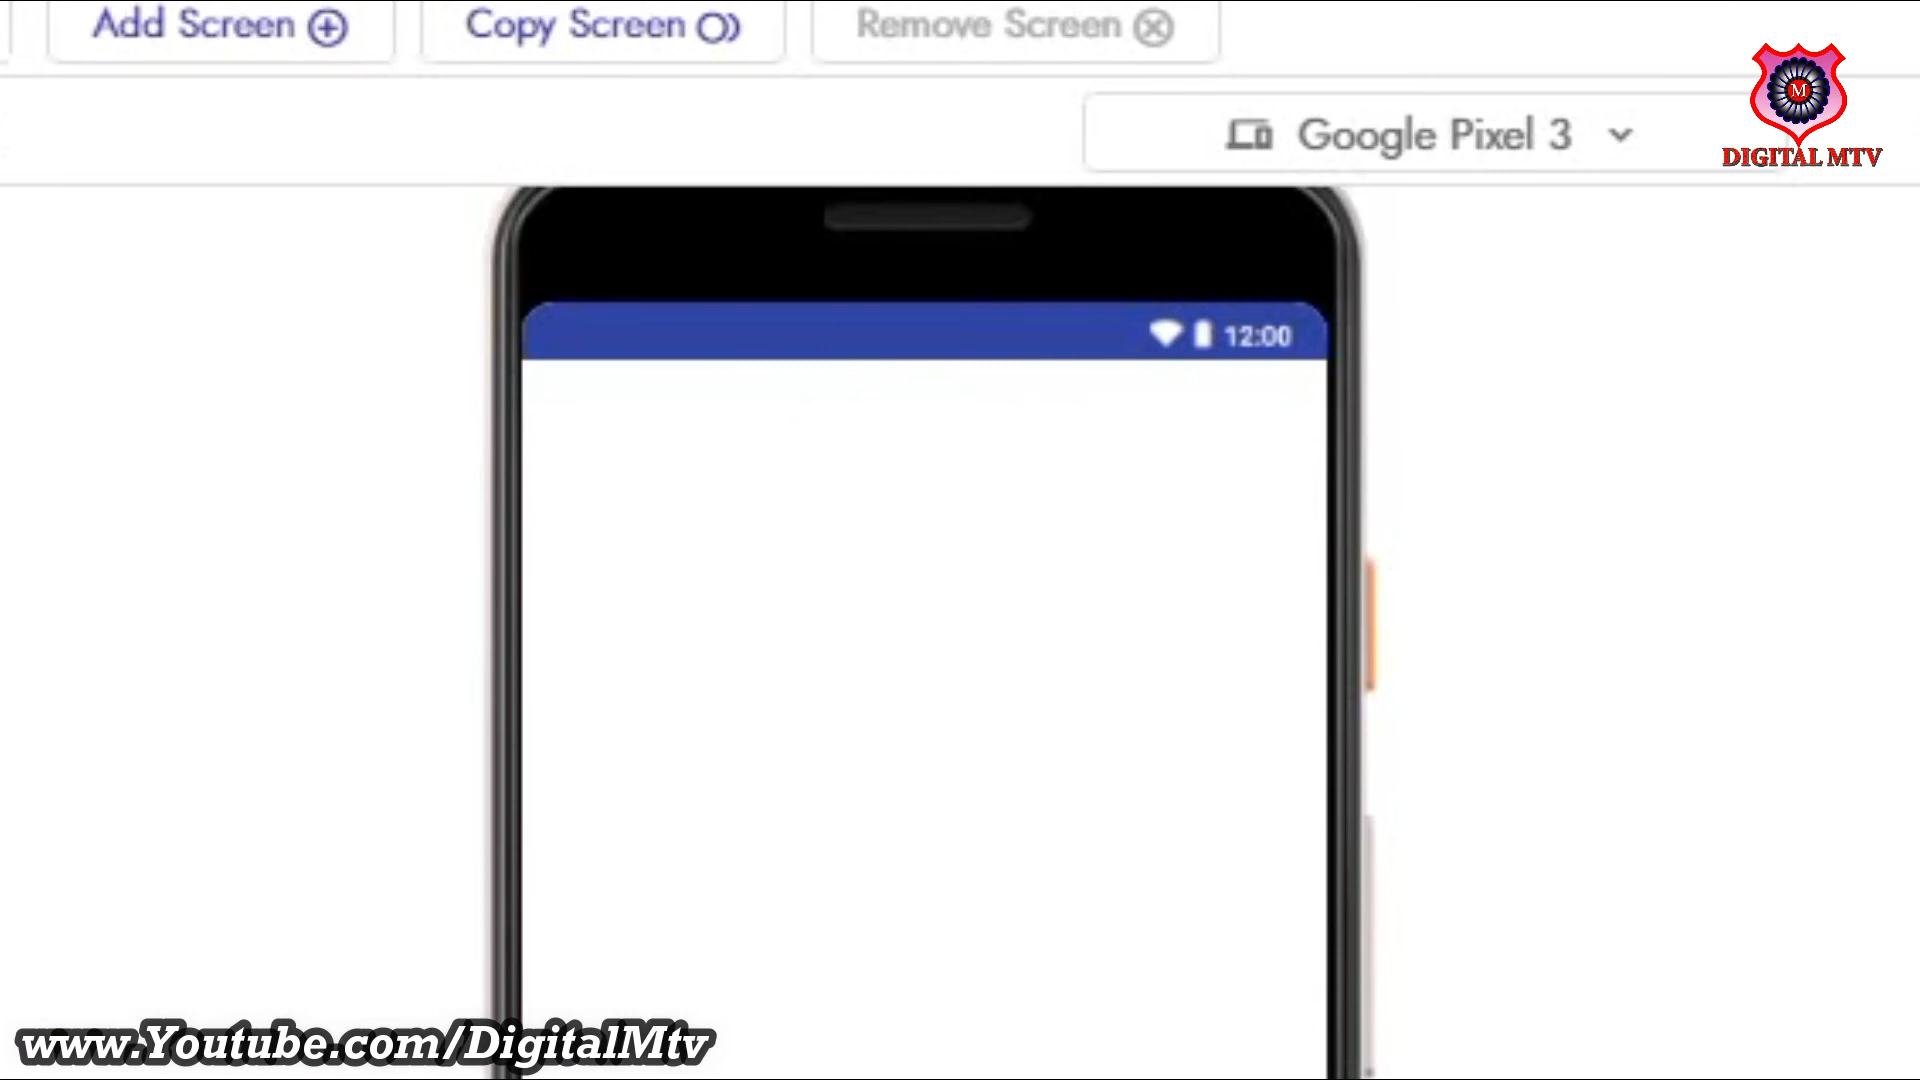 Add Screen
Copy Screen
Remove Screen
Google Pixel 3
M
DIGITAL MTV
12:00
www.Youtube.com/DigitalMtv